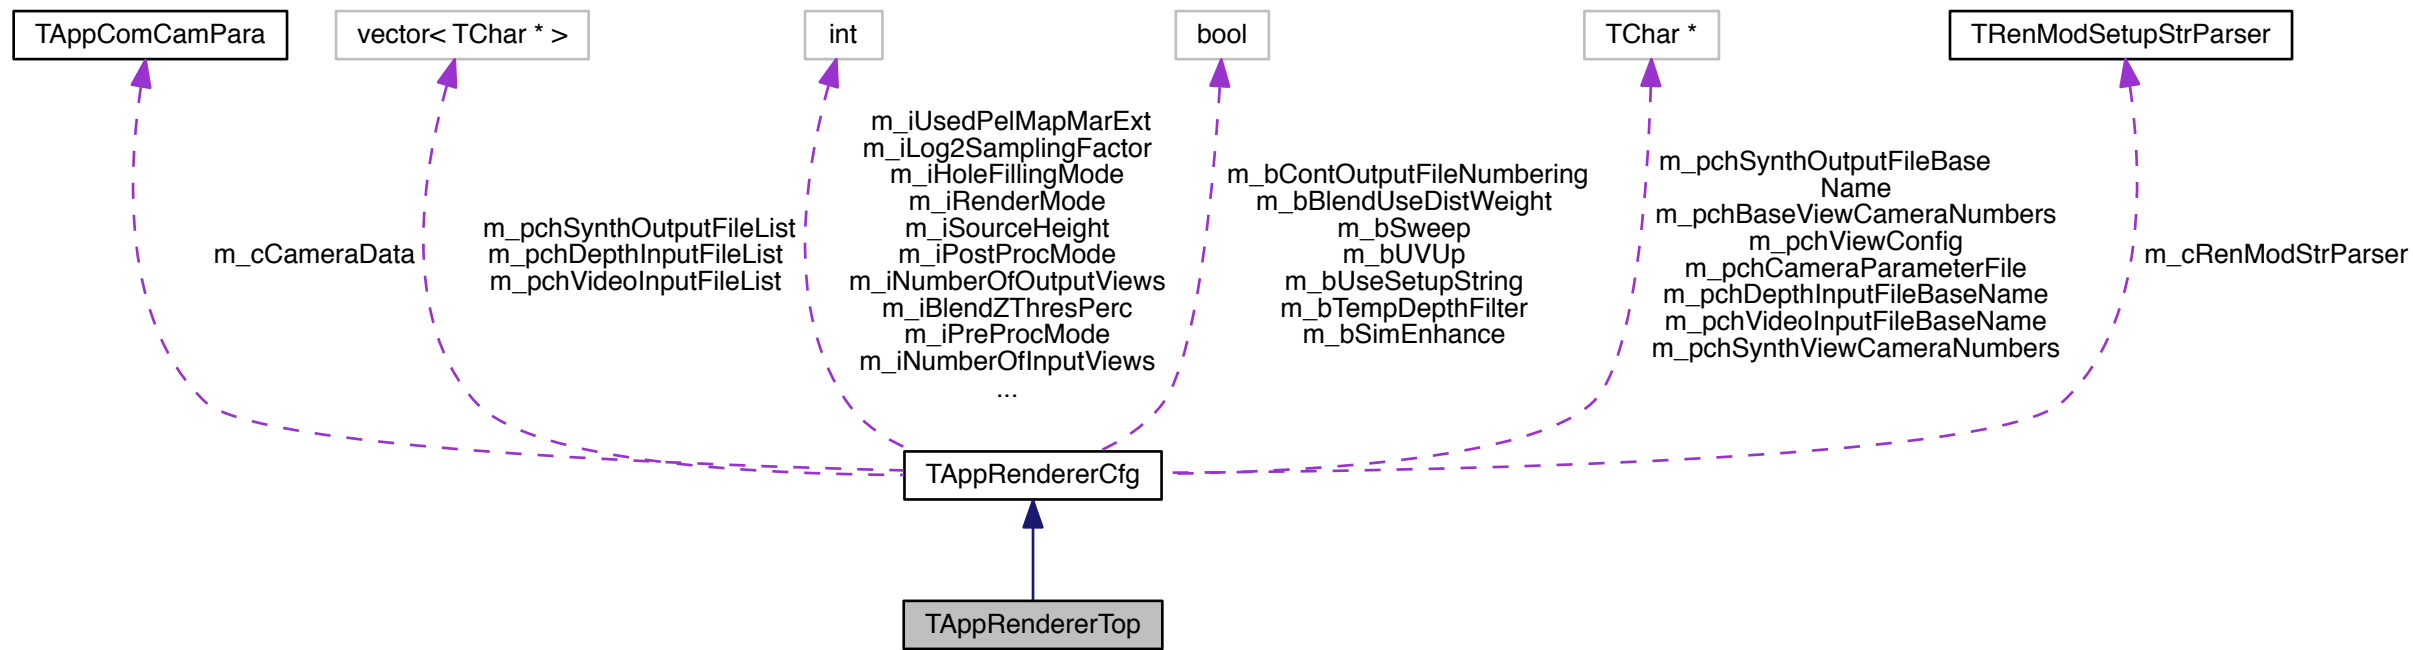 TAppComCamPara
vector< TChar * >
int
bool
TChar *
TRenModSetupStrParser
m_cCameraData
m_pchSynthOutputFileList
m_pchDepthInputFileList
m_pchVideoInputFileList
m_iUsedPelMapMarExt
m_iLog2SamplingFactor
m_iHoleFillingMode
m_iRenderMode
m_iSourceHeight
m_iPostProcMode
m_iNumberOfOutputViews
m_iBlendZThresPerc
m_iPreProcMode
m_iNumberOfInputViews
...
m_bContOutputFileNumbering
m_bBlendUseDistWeight
m_bSweep
m_bUVUp
m_bUseSetupString
m_bTempDepthFilter
m_bSimEnhance
m_pchSynthOutputFileBase
Name
m_pchBaseViewCameraNumbers
m_pchViewConfig
m_pchCameraParameterFile
m_pchDepthInputFileBaseName
m_pchVideoInputFileBaseName
m_pchSynthViewCameraNumbers
m_cRenModStrParser
TAppRendererCfg
TAppRendererTop